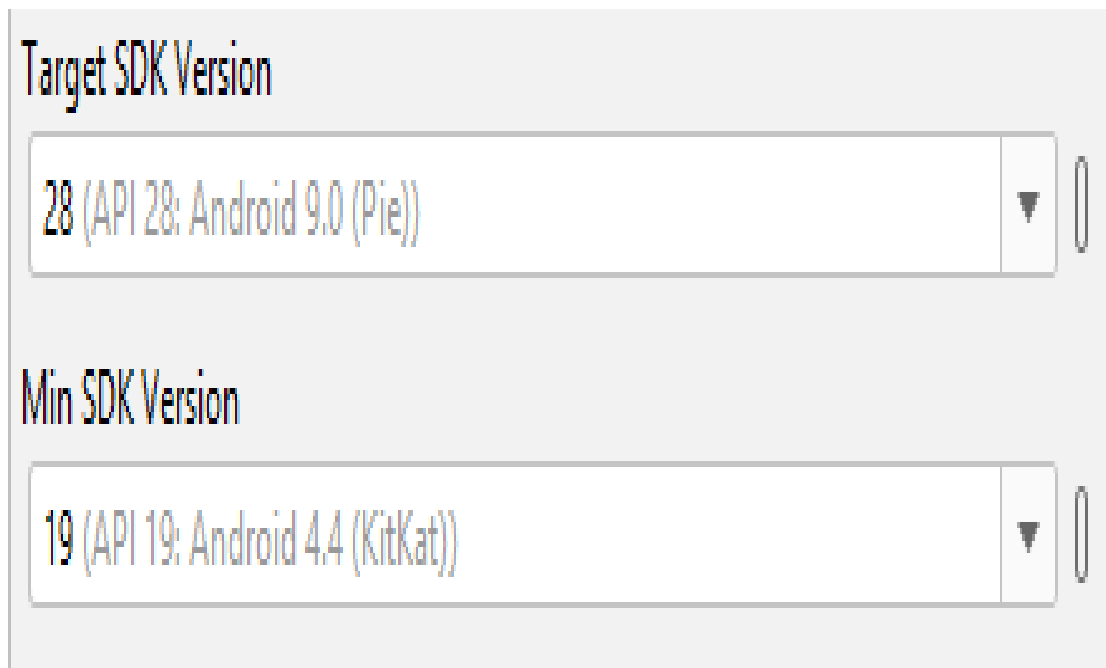 Target SDK Version
28 (API 28: Android 9.0 (Pie))
Min SDK Version
19 (API 19: Android 4.4 (KitKat))